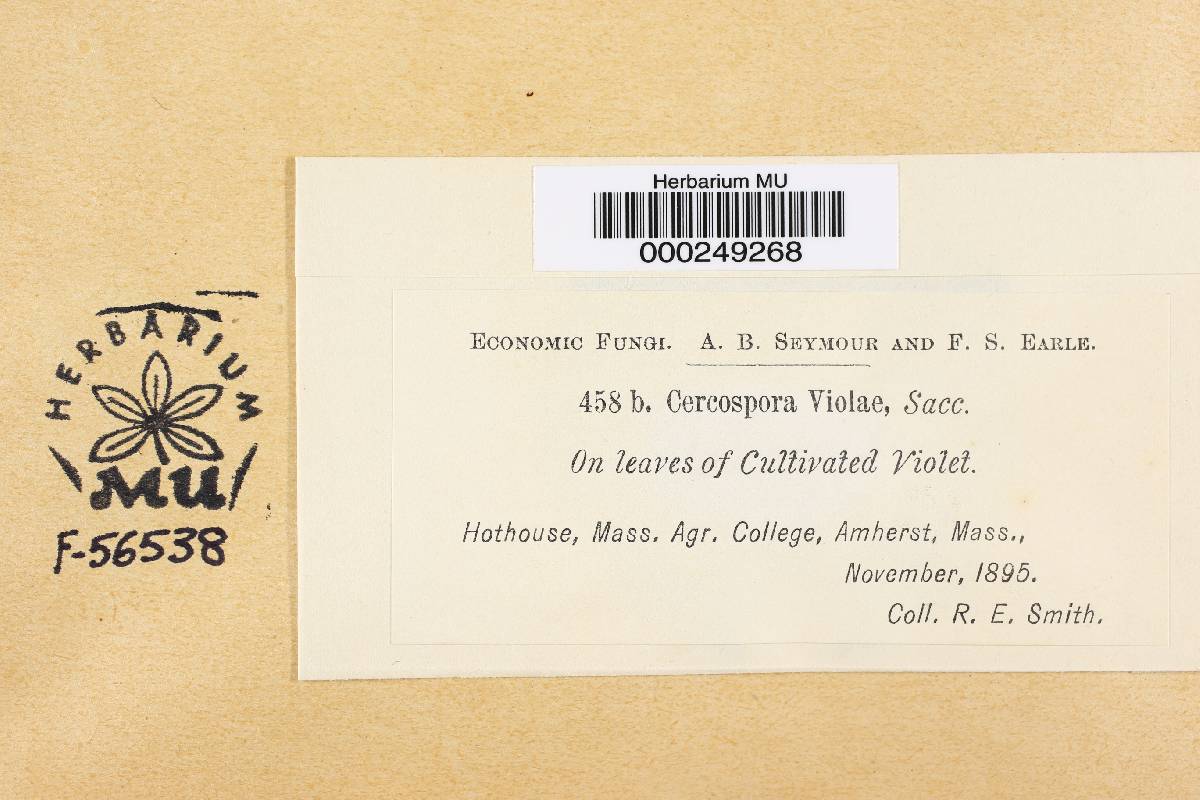 Herbarium MU
000249268
ECONOMIC FUNGI. A. B. SEYMOUR AND F. S. EARLE.
458 b. Cercospora Violae, Sacc.
On leaves of Cultivated Violet.
Hothouse, Mass. Agr. College, Amherst, Mass.,
November, 1895.
Coll. R. E. Smith.
HERBARIUM
MU
F-56538